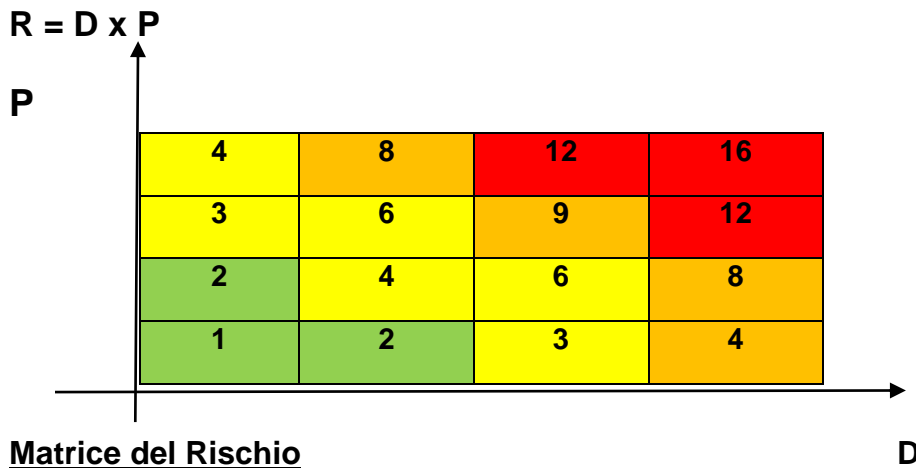 R = D x P
P
4 8 12 16
3 6 9 12
2 4 6 8
1 2 3 4
Matrice del Rischio D